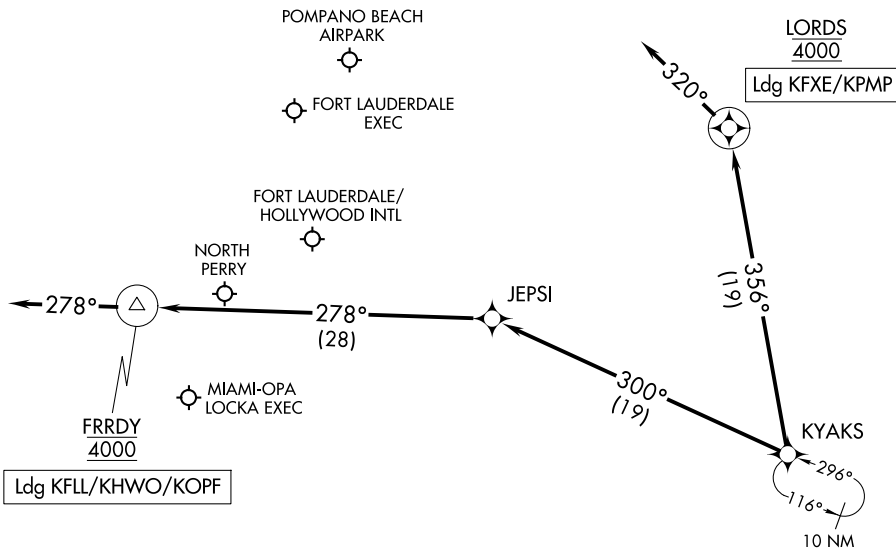 POMPANO BEACH
AIRPARK
FORT LAUDERDALE
EXEC
LORDS
4000
Ldg KFXE/KPMP
320°
FORT LAUDERDALE/
HOLLYWOOD INTL
NORTH
PERRY
278°
278°
(28)
JEPSI
356°
(19)
300°
(19)
MIAMI-OPA
LOCKA EXEC
FRRDY
4000
Ldg KFLL/KHWO/KOPF
KYAKS
296°
116°
10 NM